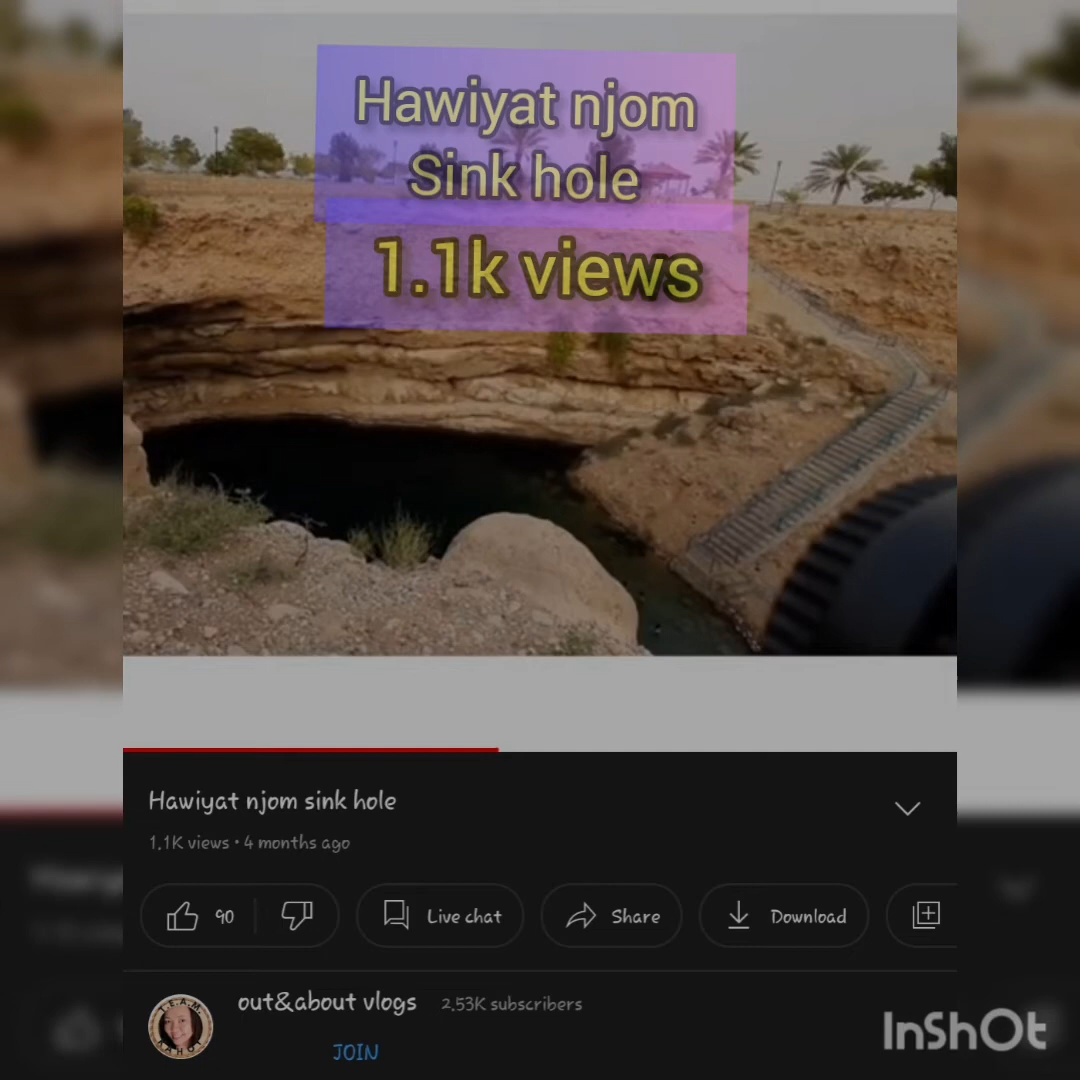 Hawiyat njom
Sink hole
1.1k views
Hawiyat njom sink hole
1.1K views • 4 months ago
90
Live chat
Share
Download
out&about vlogs 2.53K subscribers
JOIN
InShOt